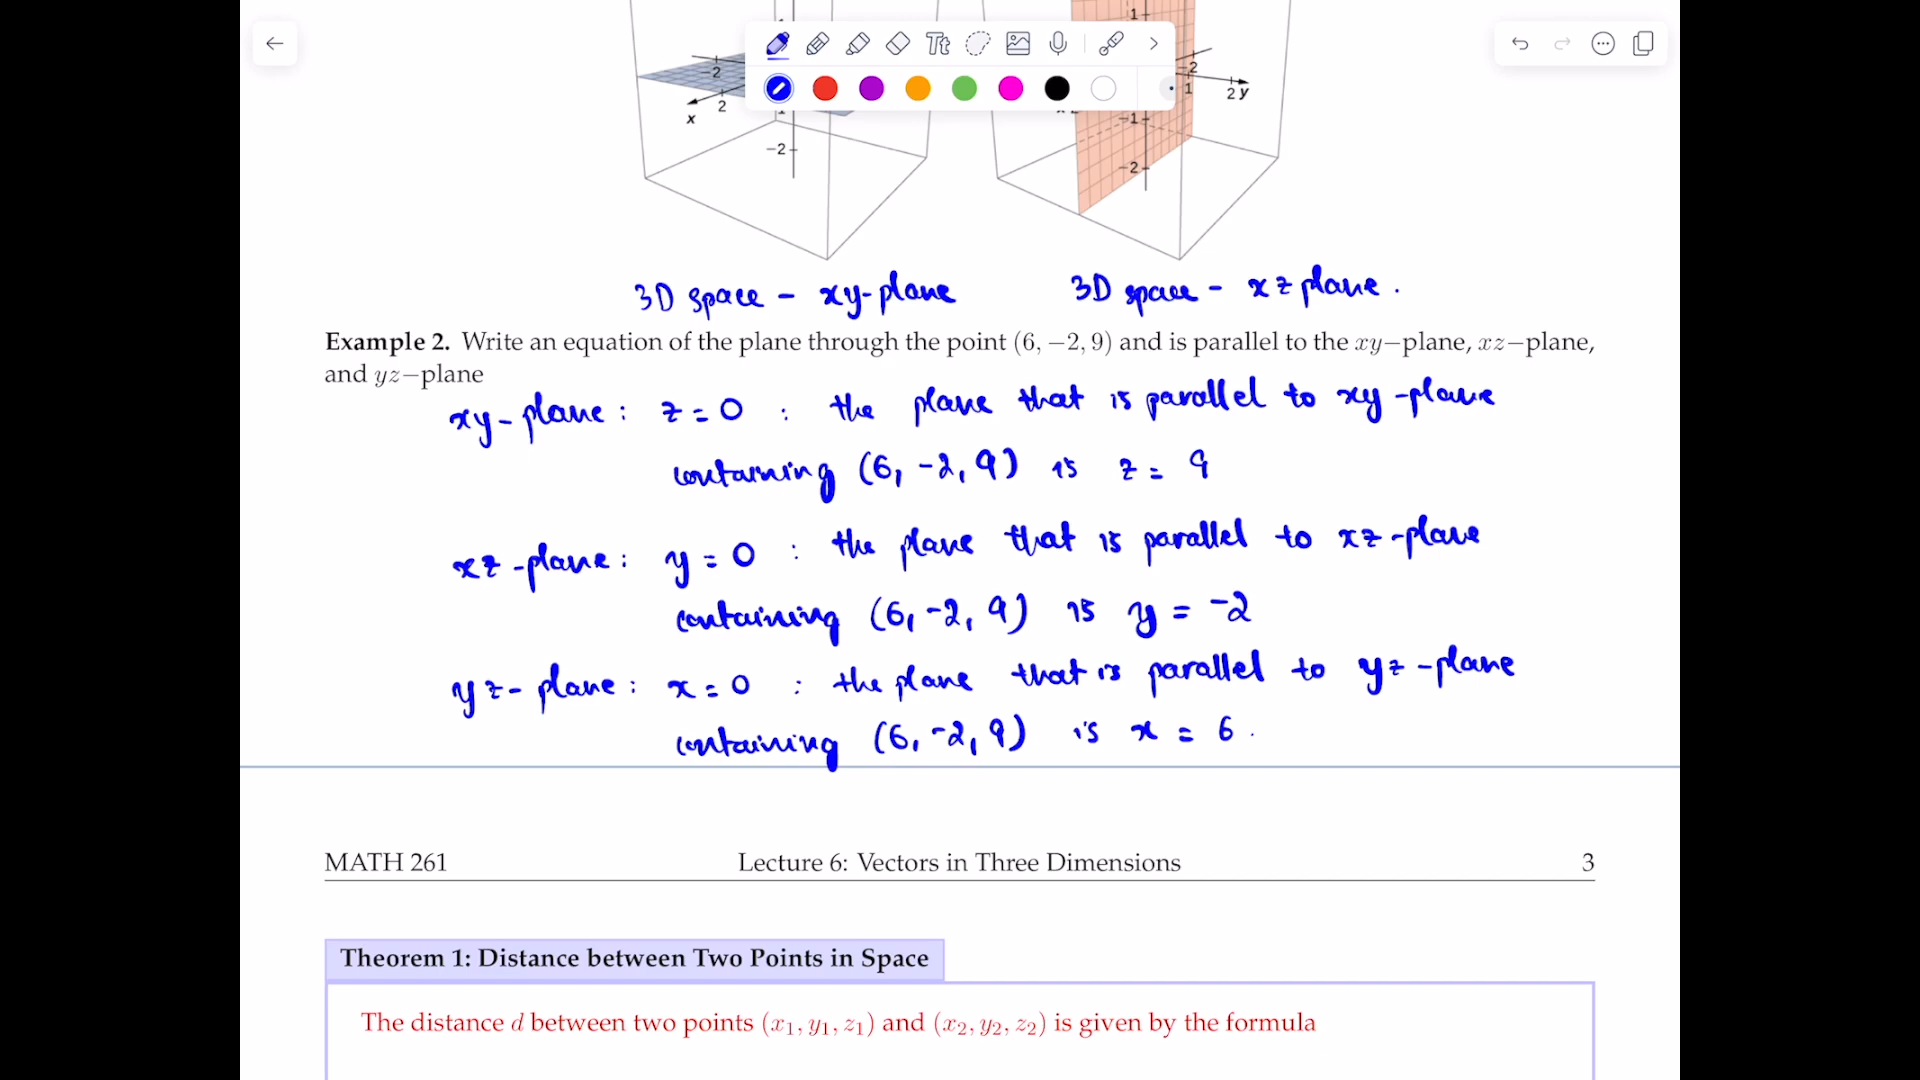 1
−2 −2
x 2 1 1 2 y
−1
−2 −2
3D space - xy-plane 3D space - xz plane.
Example 2. Write an equation of the plane through the point (6, −2, 9) and is parallel to the xy−plane, xz−plane,
and yz−plane
xy-plane: z = 0 : the plane that is parallel to xy-plane
containing (6, -2, 9) is z = 9
xz-plane: y = 0 : the plane that is parallel to xz-plane
containing (6, -2, 9) is y = -2
yz-plane: x = 0 : the plane that is parallel to yz-plane
containing (6, -2, 9) is x = 6.
MATH 261 Lecture 6: Vectors in Three Dimensions 3
Theorem 1: Distance between Two Points in Space
The distance d between two points (x₁, y₁, z₁) and (x₂, y₂, z₂) is given by the formula